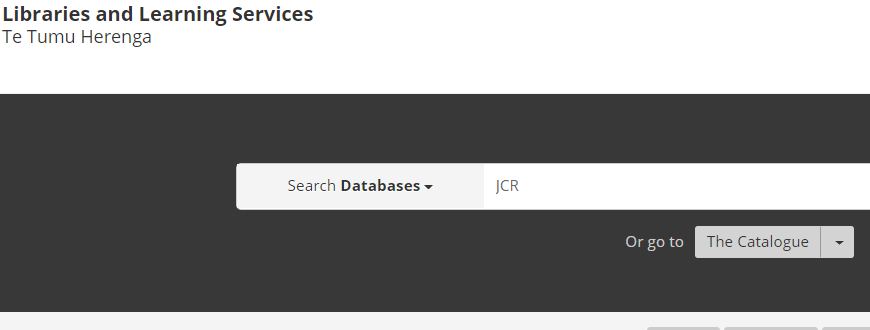 Libraries and Learning Services
Te Tumu Herenga
Search Databases
JCR
Or go to
The Catalogue